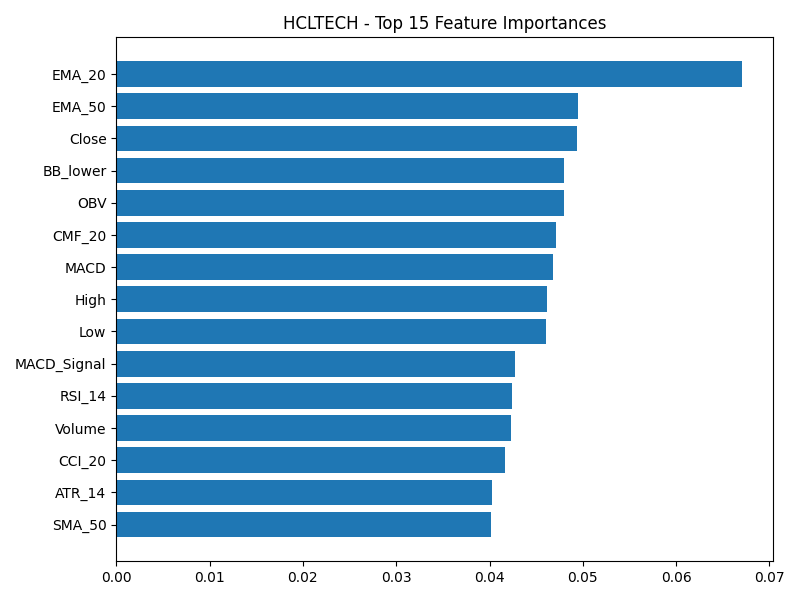 HCLTECH - Top 15 Feature Importances
EMA_20
EMA_50
Close
BB_lower
OBV
CMF_20
MACD
High
Low
MACD_Signal
RSI_14
Volume
CCI_20
ATR_14
SMA_50
0.00 0.01 0.02 0.03 0.04 0.05 0.06 0.07